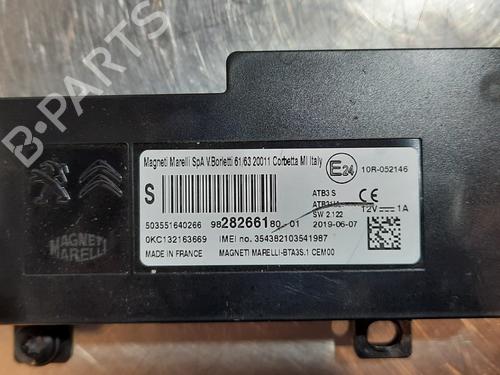 B-PARTS
Magneti Marelli SpA V.Borletti 61/63 20011 Corbetta MI Italy
E24
10R-052146
S
ATB3 S
CE
503551640266
9828266180-01
SW 2.122
12V 1A
0KC132163669
IMEI no. 354382103541987
2019-06-07
MADE IN FRANCE
MAGNETI MARELLI-BTA3S.1 CEM00
MAGNETI
MARELLI